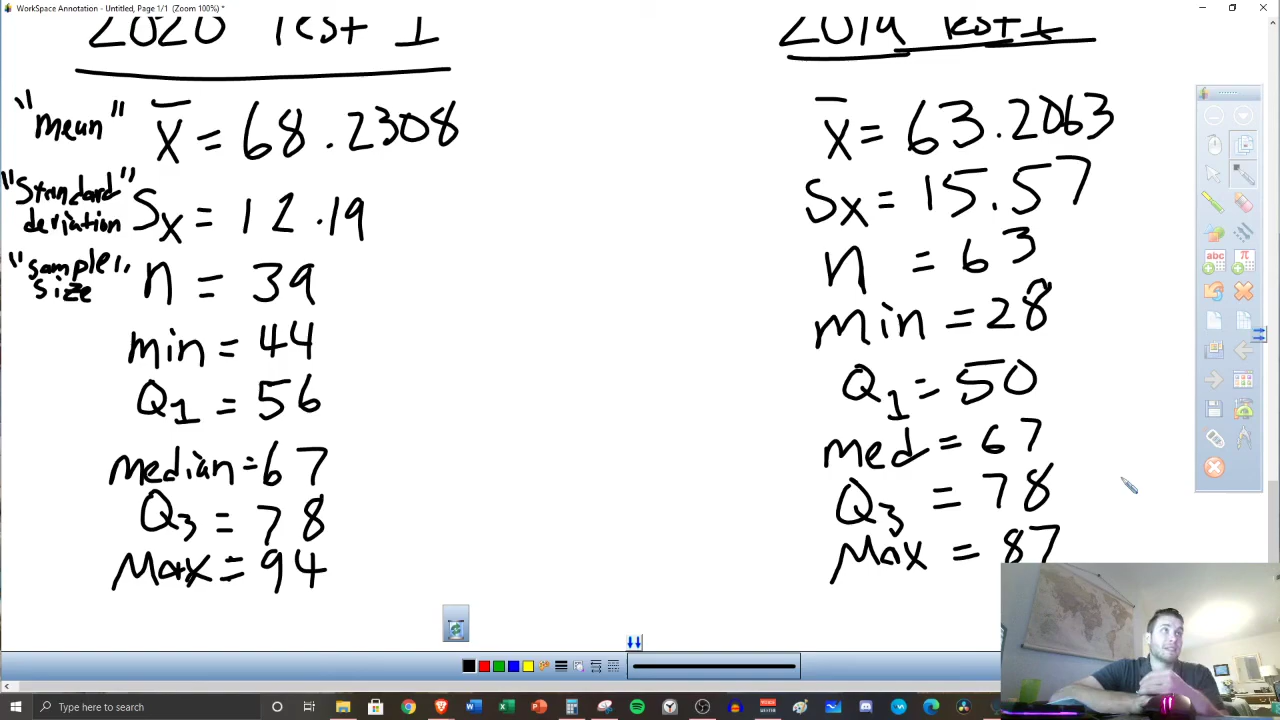 WorkSpace Annotation - Untitled, Page 1/1 (Zoom 100%) *
2020 Test 1
"Mean" x̄ = 68.2308
"Standard deviation" Sx = 12.19
"sample size" n = 39
min = 44
Q1 = 56
median = 67
Q3 = 78
Max = 94
2019 Test 1
x̄ = 63.2063
Sx = 15.57
n = 63
min = 28
Q1 = 50
med = 67
Q3 = 78
Max = 87
abc
π
Type here to search